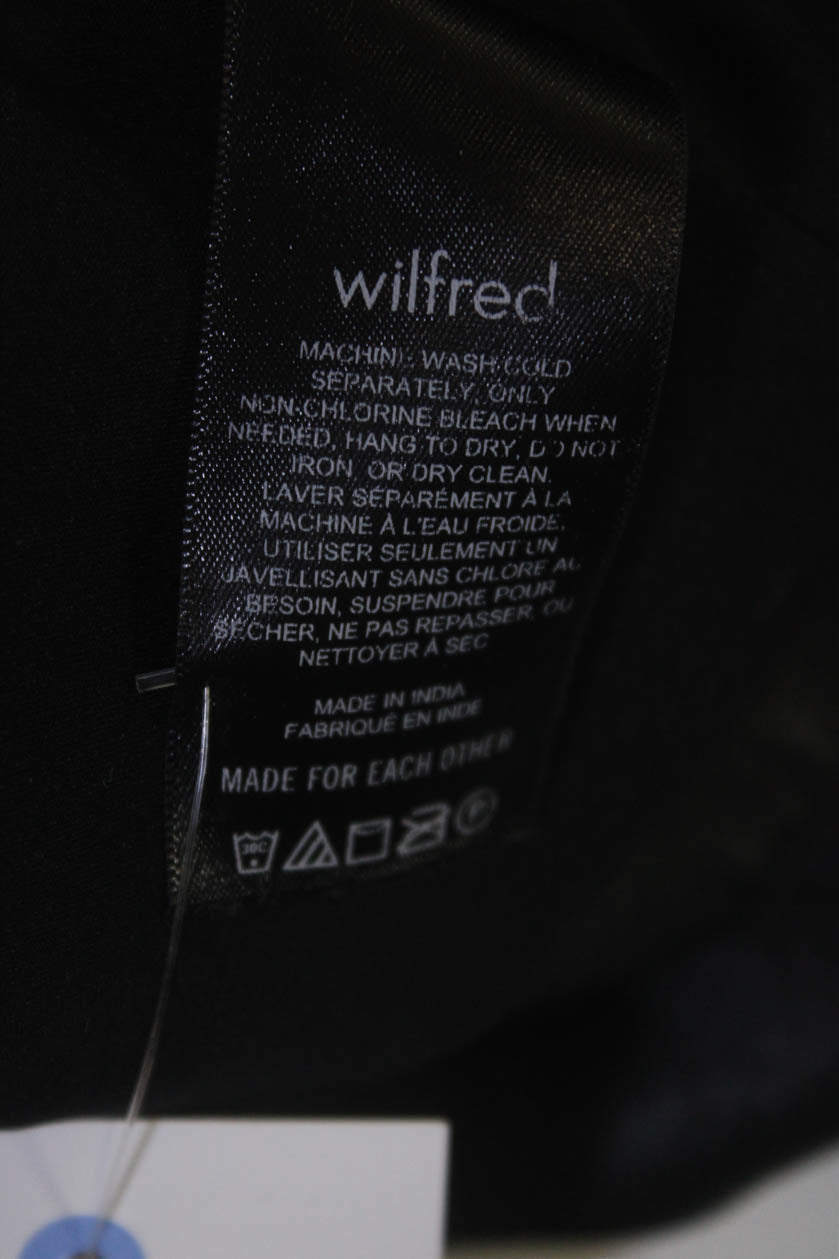 wilfred
MACHINE WASH COLD
SEPARATELY, ONLY
NON-CHLORINE BLEACH WHEN
NEEDED, HANG TO DRY, DO NOT
IRON, OR DRY CLEAN.
LAVER SÉPARÉMENT À LA
MACHINE À L'EAU FROIDE,
UTILISER SEULEMENT UN
JAVELLISANT SANS CHLORE AU
BESOIN, SUSPENDRE POUR
SÉCHER, NE PAS REPASSER, OU
NETTOYER À SEC
MADE IN INDIA
FABRIQUÉ EN INDE
MADE FOR EACH OTHER
30C
P